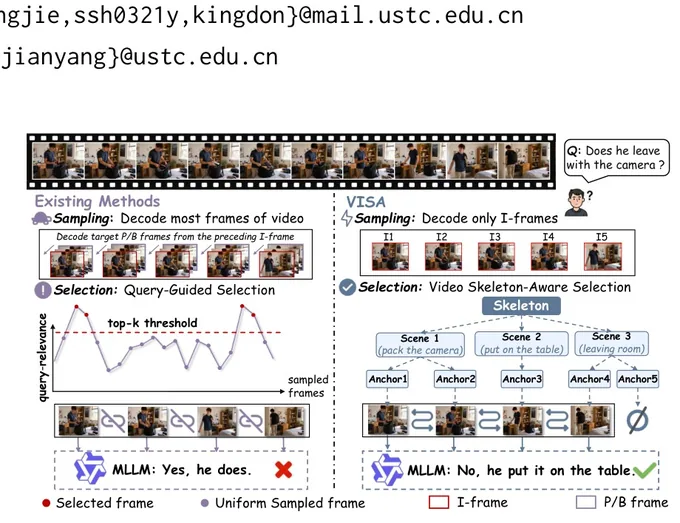 ngjie,ssh0321y,kingdon}@mail.ustc.edu.cn
jianyang}@ustc.edu.cn
Q: Does he leave
with the camera ?
?
Existing Methods
Sampling: Decode most frames of video
Decode target P/B frames from the preceding I-frame
! Selection: Query-Guided Selection
top-k threshold
query-relevance
sampled
frames
MLLM: Yes, he does.
VISA
Sampling: Decode only I-frames
I1 I2 I3 I4 I5
Selection: Video Skeleton-Aware Selection
Skeleton
Scene 1 Scene 2 Scene 3
(pack the camera) (put on the table) (leaving room)
Anchor1 Anchor2 Anchor3 Anchor4 Anchor5
MLLM: No, he put it on the table.
Selected frame Uniform Sampled frame I-frame P/B frame